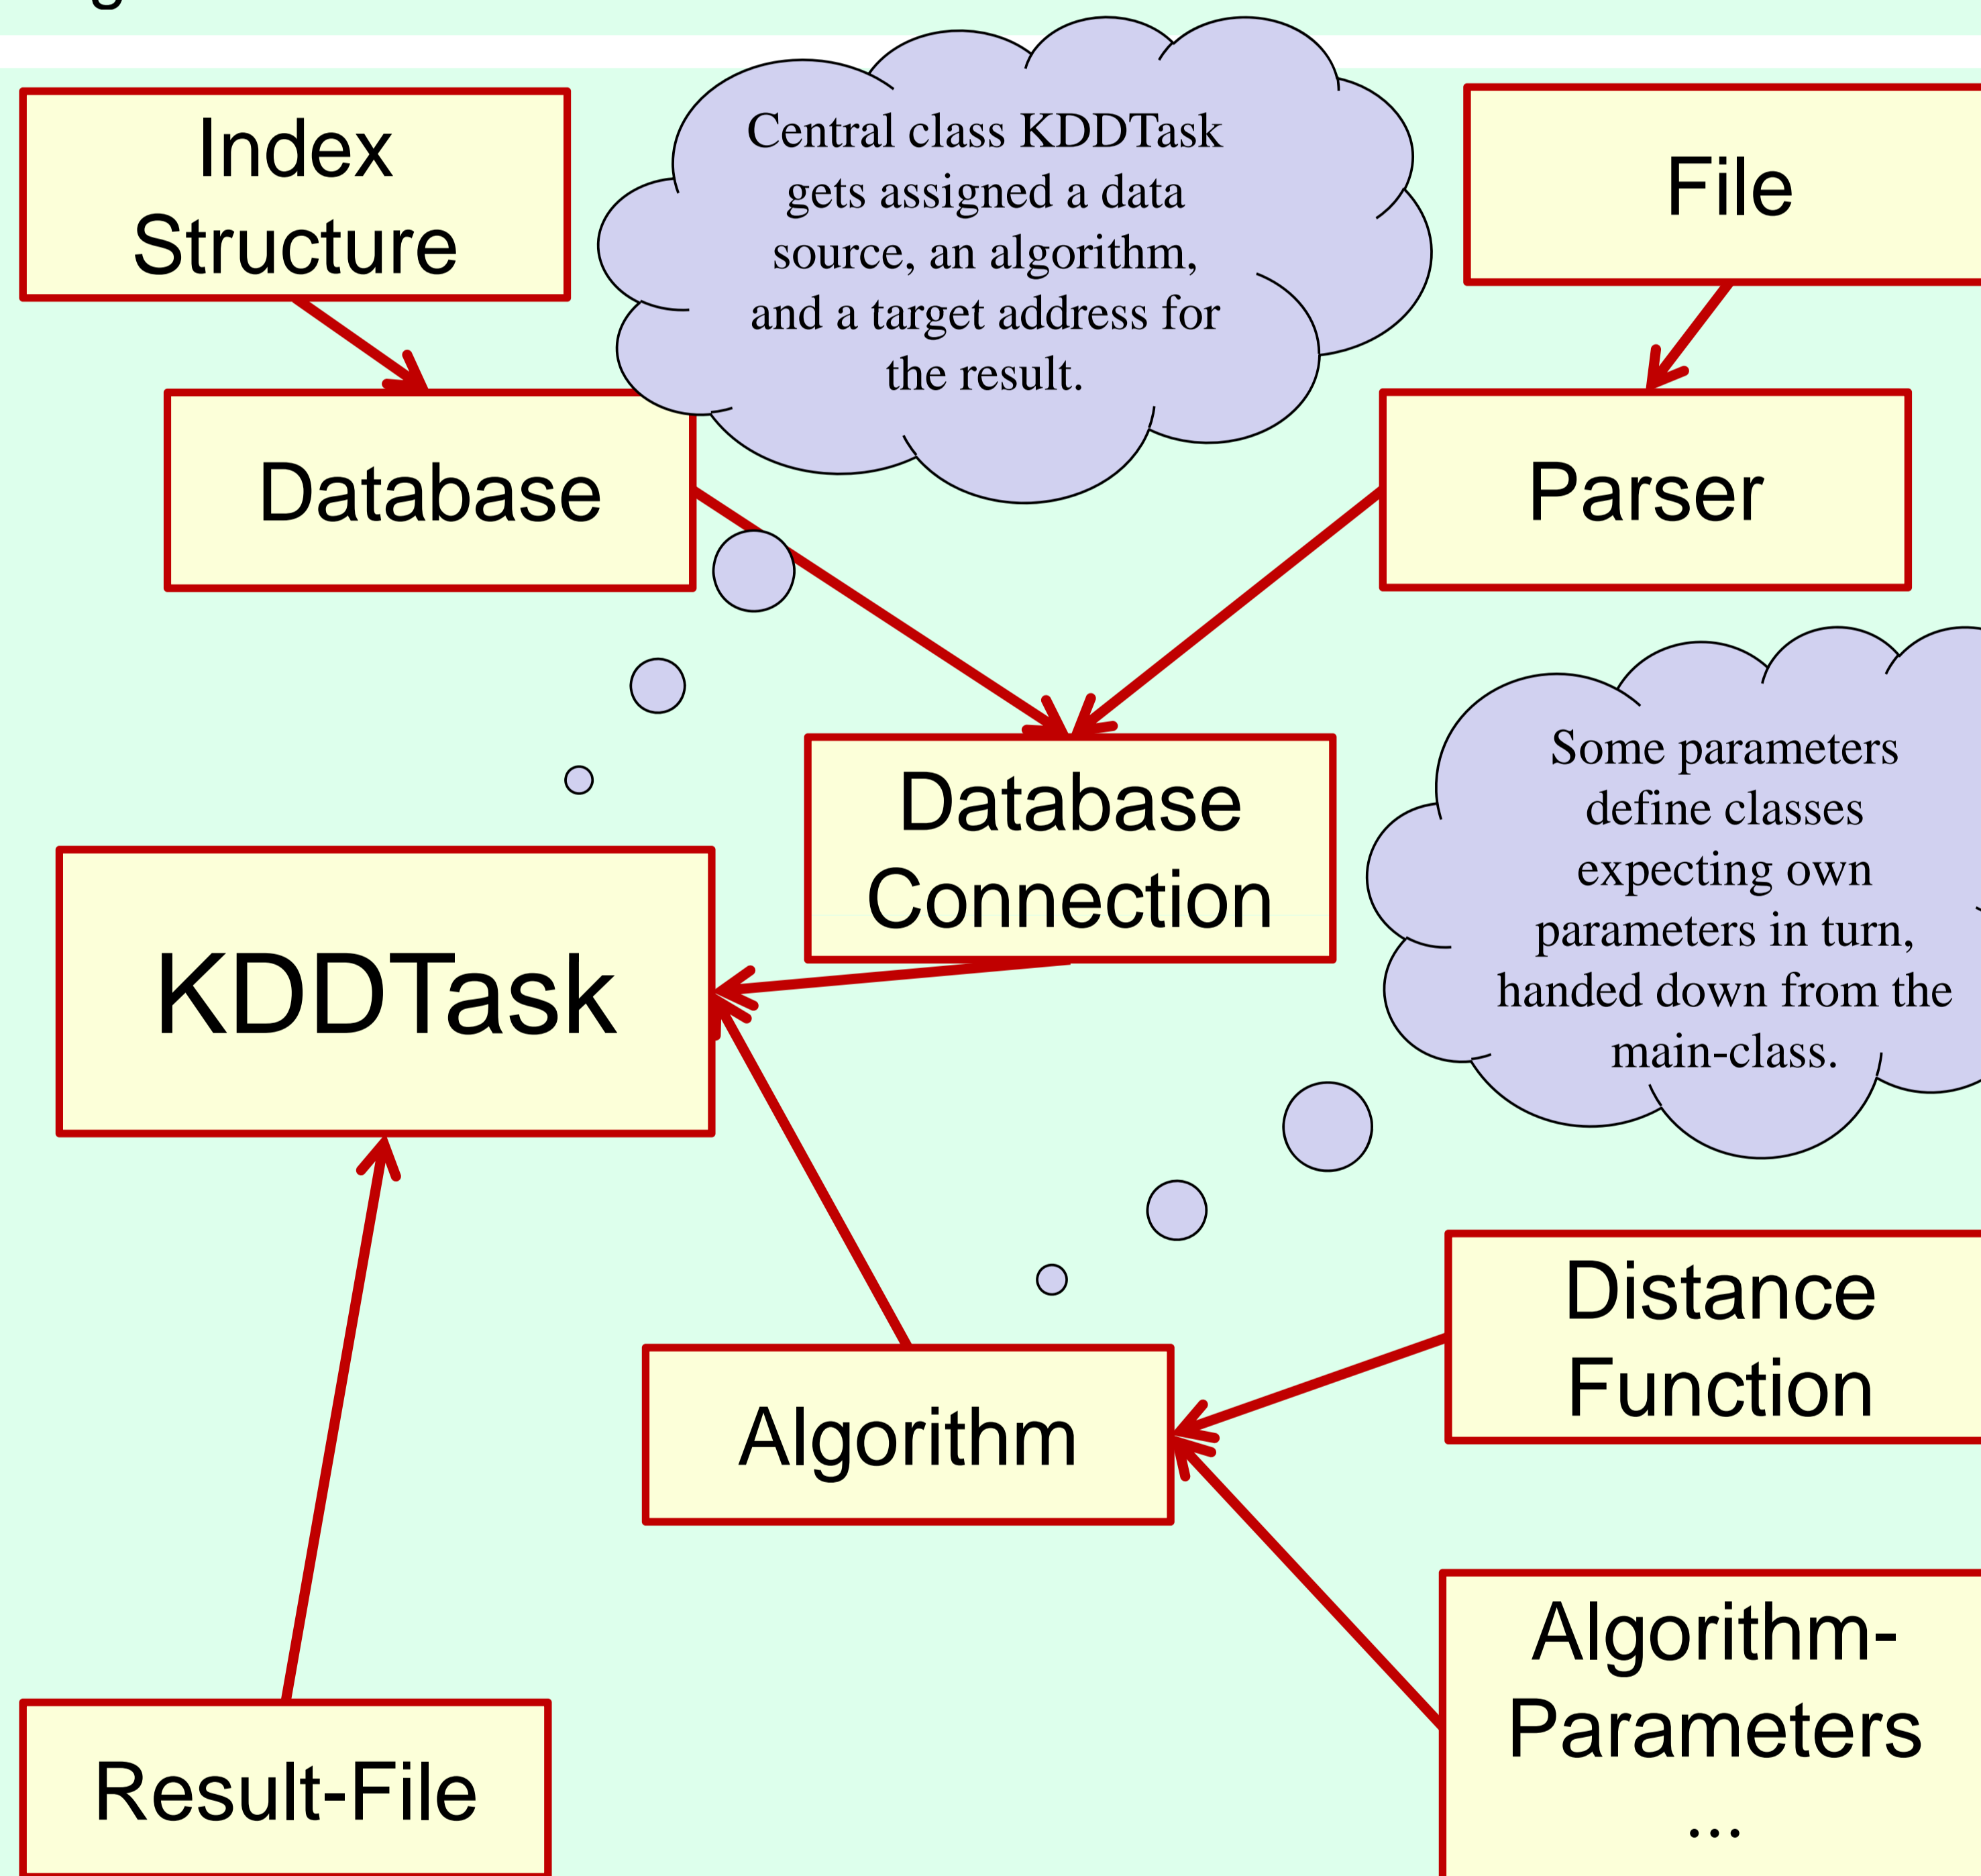 Index
Structure
Central class KDDTask
gets assigned a data
source, an algorithm,
and a target address for
the result.
File
Database
Parser
Database
Connection
Some parameters
define classes
expecting own
parameters in turn,
handed down from the
main-class.
KDDTask
Distance
Function
Algorithm
Algorithm-
Parameters
...
Result-File